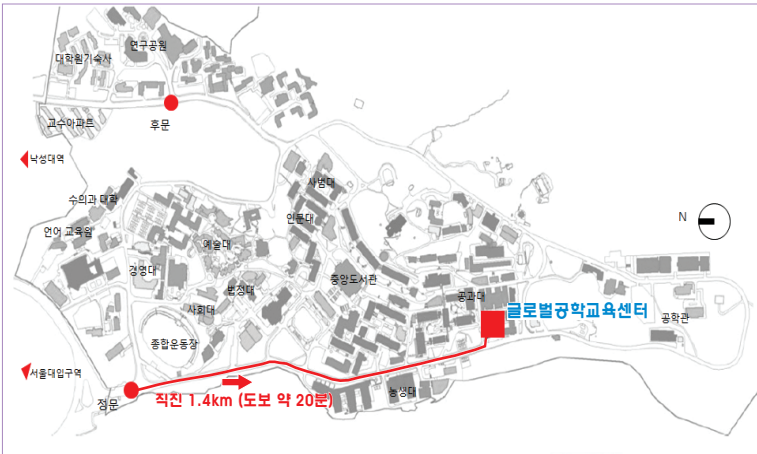 연구공원
대학원기숙사
교수아파트
후문
낙성대역
사범대
수의과 대학
인문대
N
언어 교육원
예술대
경영대
법정대
중앙도서관
공과대
사회대
글로벌공학교육센터
공학관
종합운동장
서울대입구역
정문
직진 1.4km (도보 약 20분)
농생대